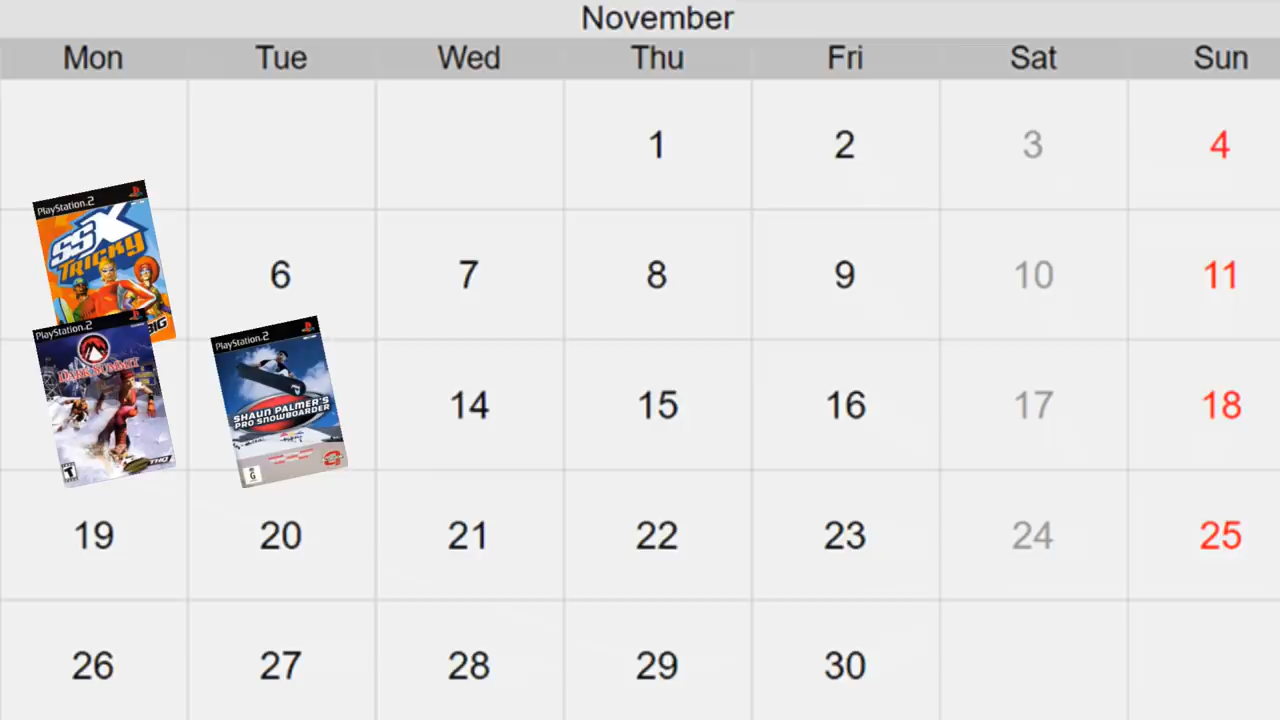 November
Mon Tue Wed Thu Fri Sat Sun
1 2 3 4
PlayStation.2
SSX
TRICKY
BIG
6 7 8 9 10 11
PlayStation.2
DARK SUMMIT
T
THQ
PlayStation.2
SHAUN PALMER'S
PRO SNOWBOARDER
G
14 15 16 17 18
19 20 21 22 23 24 25
26 27 28 29 30